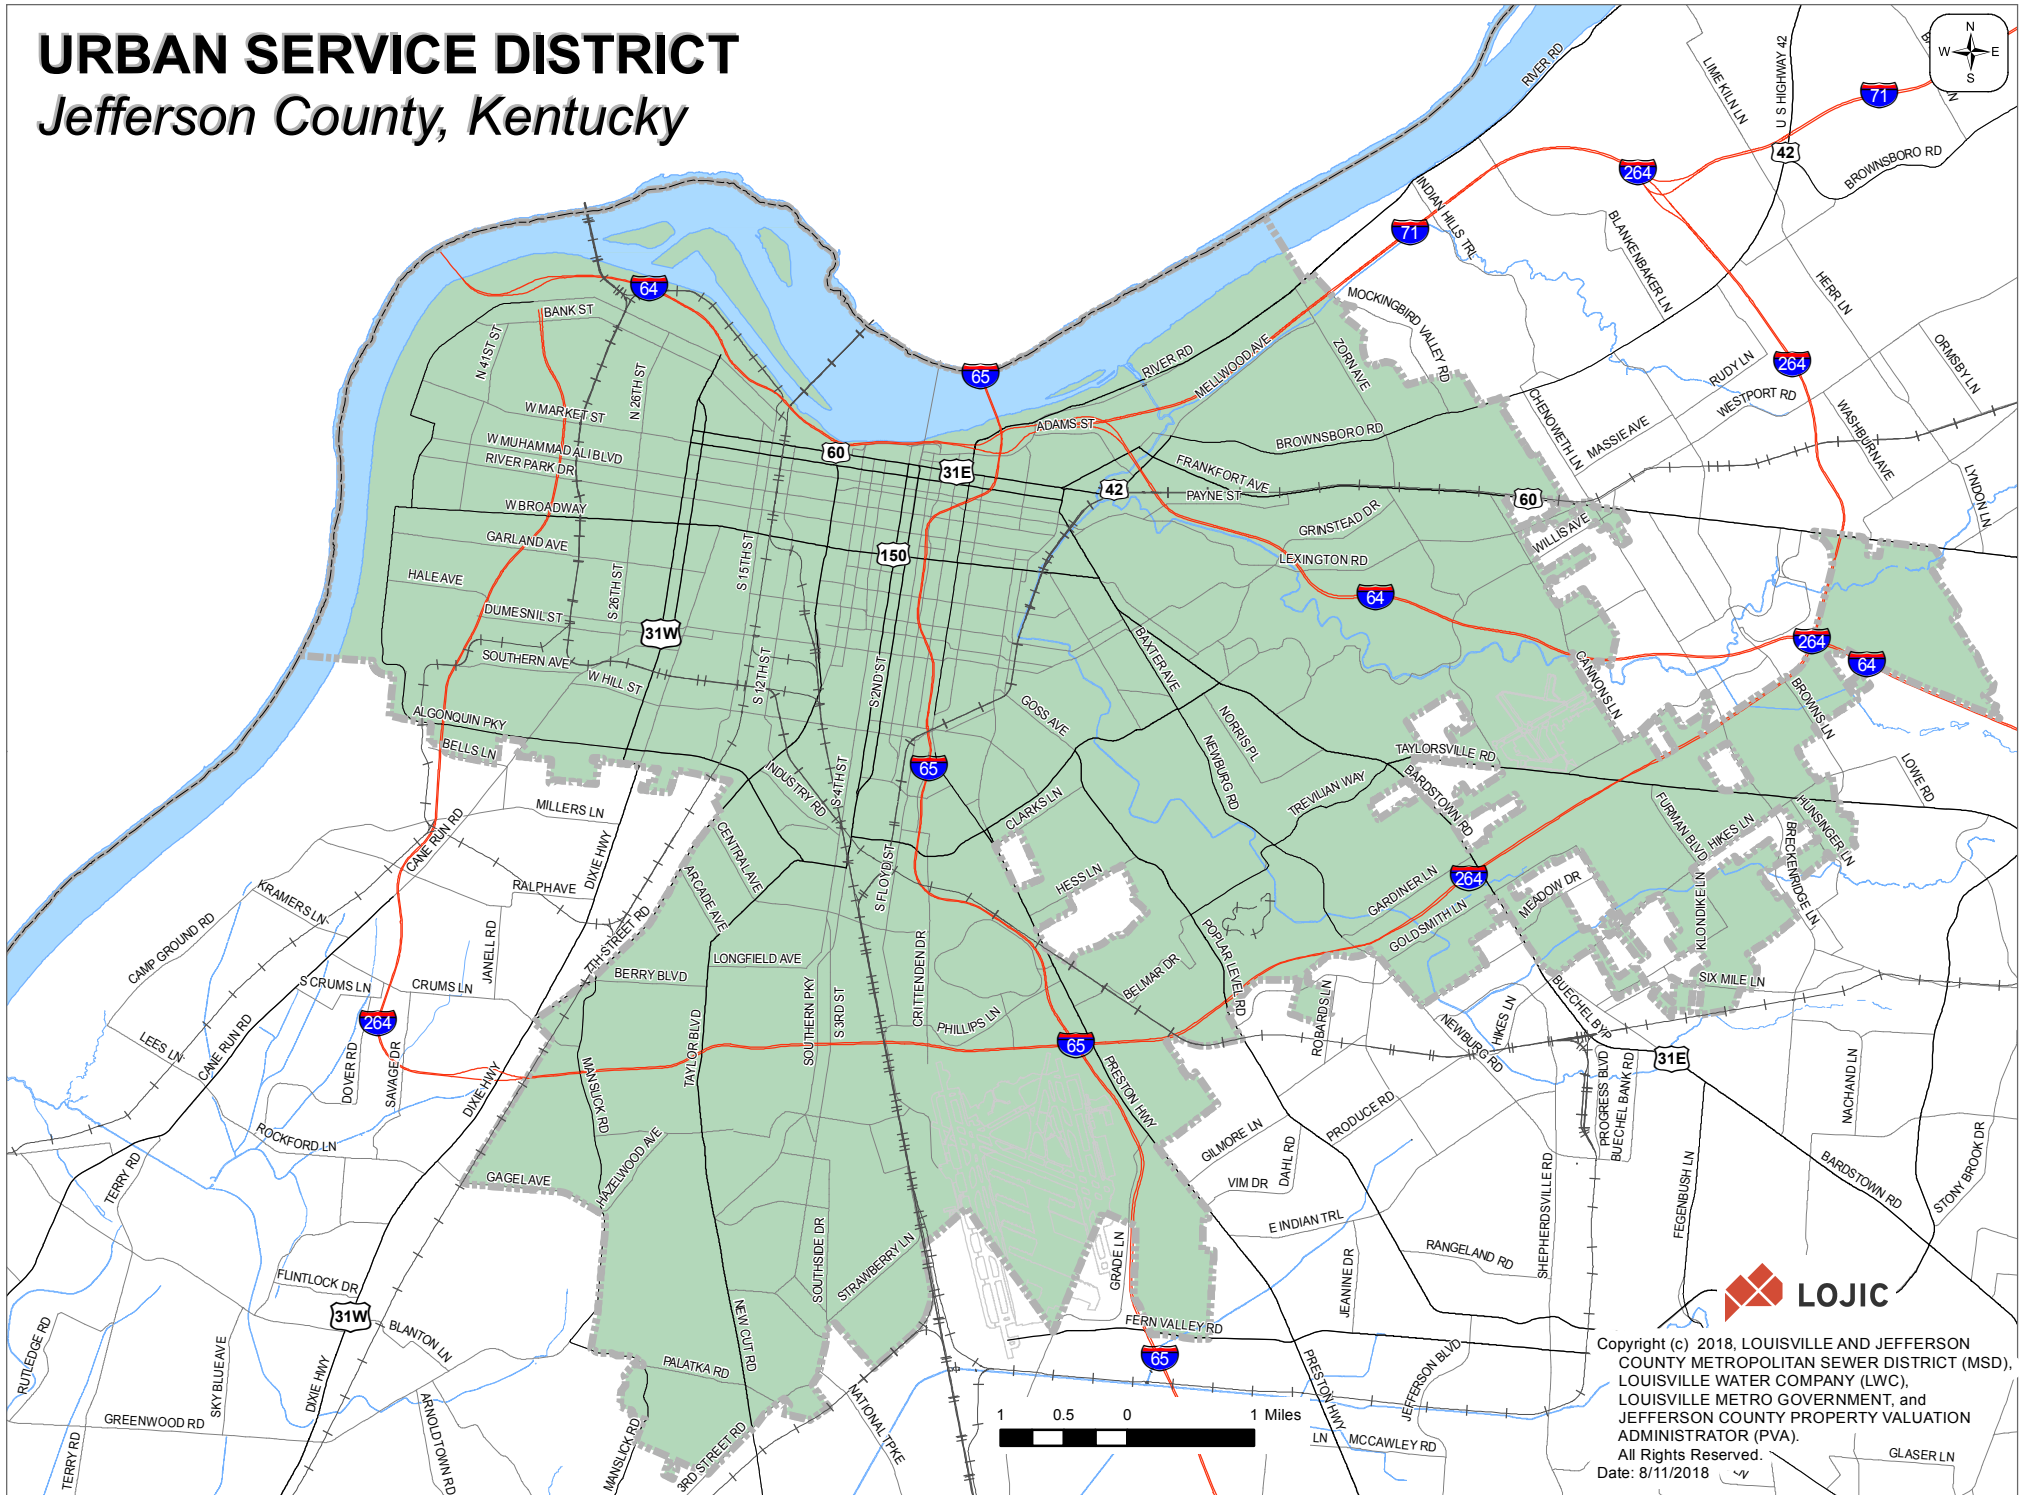 URBAN SERVICE DISTRICT
Jefferson County, Kentucky
N
W E
S
RIVER RD
LIME KILN LN
U S HIGHWAY 42
71
42
BROWNSBORO RD
264
INDIAN HILLS TRL
71
BLANKENBAKER LN
HERR LN
ORMSBY LN
64
BANK ST
N 41ST ST
N 26TH ST
MOCKINGBIRD VALLEY RD
ZORN AVE
RIVER RD
MELLWOOD AVE
65
264
RUDY LN
WESTPORT RD
WASHBURN AVE
CHENOWETH LN
MASSIE AVE
LYNDON LN
W MARKET ST
W MUHAMMAD ALI BLVD
RIVER PARK DR
60
31E
ADAMS ST
BROWNSBORO RD
FRANKFORT AVE
42
PAYNE ST
60
W BROADWAY
GRINSTEAD DR
WILLIS AVE
GARLAND AVE
S 15TH ST
150
LEXINGTON RD
HALE AVE
S 26TH ST
64
DUMESNIL ST
31W
BAXTER AVE
264
64
SOUTHERN AVE
W HILL ST
S 12TH ST
S 2ND ST
CANNONS LN
BROWNS LN
ALGONQUIN PKY
BELLS LN
GOSS AVE
NORRIS PL
NEWBURG RD
TAYLORSVILLE RD
65
INDUSTRY RD
S 4TH ST
TREVILIAN WAY
BARDSTOWN RD
LOWE RD
MILLERS LN
CLARKS LN
FURMAN BLVD
HIKES LN
HUNSINGER LN
BRECKENRIDGE LN
CANE RUN RD
DIXIE HWY
CENTRAL AVE
ARCADE AVE
S FLOYD ST
HESS LN
264
GARDINER LN
MEADOW DR
KRAMERS LN
RALPH AVE
GOLDSMITH LN
KLONDIKE LN
CAMP GROUND RD
JANELL RD
7TH STREET RD
POPLAR LEVEL RD
BERRY BLVD
LONGFIELD AVE
CRITTENDEN DR
BELMAR DR
S CRUMS LN
CRUMS LN
SOUTHERN PKY
S 3RD ST
SIX MILE LN
ROBARDS LN
BUECHEL BYP
264
PHILLIPS LN
HIKES LN
NEWBURG RD
65
LEES LN
CANE RUN RD
DOVER RD
SAVAGE DR
TAYLOR BLVD
31E
DIXIE HWY
MANSLICK RD
PRESTON HWY
PROGRESS BLVD
BUECHEL BANK RD
NACHAND LN
PRODUCE RD
GILMORE LN
DAHL RD
ROCKFORD LN
TERRY RD
GAGEL AVE
HAZELWOOD AVE
VIM DR
SHEPHERDSVILLE RD
FEGENBUSH LN
BARDSTOWN RD
STONY BROOK DR
E INDIAN TRL
SOUTHSIDE DR
STRAWBERRY LN
GRADE LN
RANGELAND RD
JEANINE DR
FLINTLOCK DR
LOJIC
31W
BLANTON LN
FERN VALLEY RD
NEW CUT RD
65
RUTLEDGE RD
SKY BLUE AVE
DIXIE HWY
PALATKA RD
PRESTON HWY
JEFFERSON BLVD
ARNOLDTOWN RD
NATIONAL TPKE
GREENWOOD RD
TERRY RD
MANSLICK RD
3RD STREET RD
1 0.5 0 1 Miles
LN
MCCAWLEY RD
GLASER LN
Copyright (c) 2018, LOUISVILLE AND JEFFERSON
COUNTY METROPOLITAN SEWER DISTRICT (MSD),
LOUISVILLE WATER COMPANY (LWC),
LOUISVILLE METRO GOVERNMENT, and
JEFFERSON COUNTY PROPERTY VALUATION
ADMINISTRATOR (PVA).
All Rights Reserved.
Date: 8/11/2018